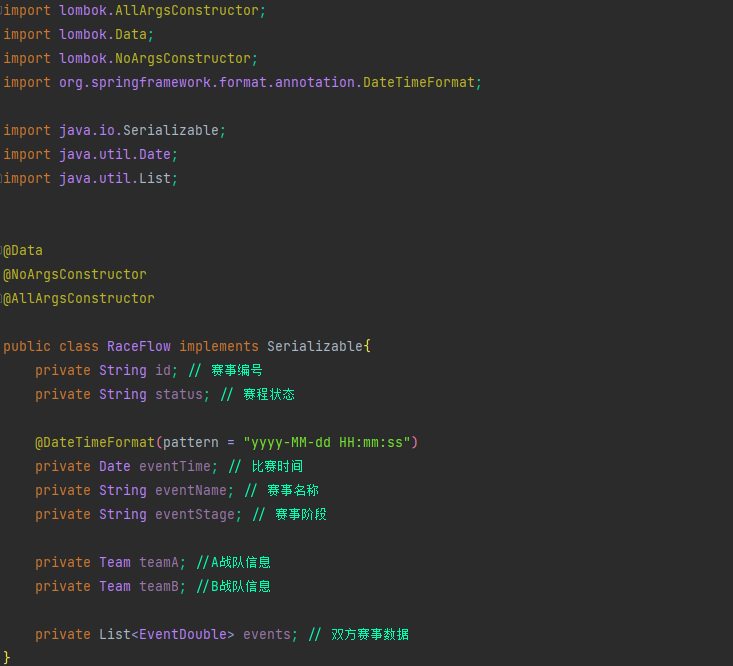 import lombok.AllArgsConstructor;
import lombok.Data;
import lombok.NoArgsConstructor;
import org.springframework.format.annotation.DateTimeFormat;
import java.io.Serializable;
import java.util.Date;
import java.util.List;
@Data
@NoArgsConstructor
@AllArgsConstructor
public class RaceFlow implements Serializable{
    private String id; // 赛事编号
    private String status; // 赛程状态
    @DateTimeFormat(pattern = "yyyy-MM-dd HH:mm:ss")
    private Date eventTime; // 比赛时间
    private String eventName; // 赛事名称
    private String eventStage; // 赛事阶段
    private Team teamA; //A战队信息
    private Team teamB; //B战队信息
    private List<EventDouble> events; // 双方赛事数据
}